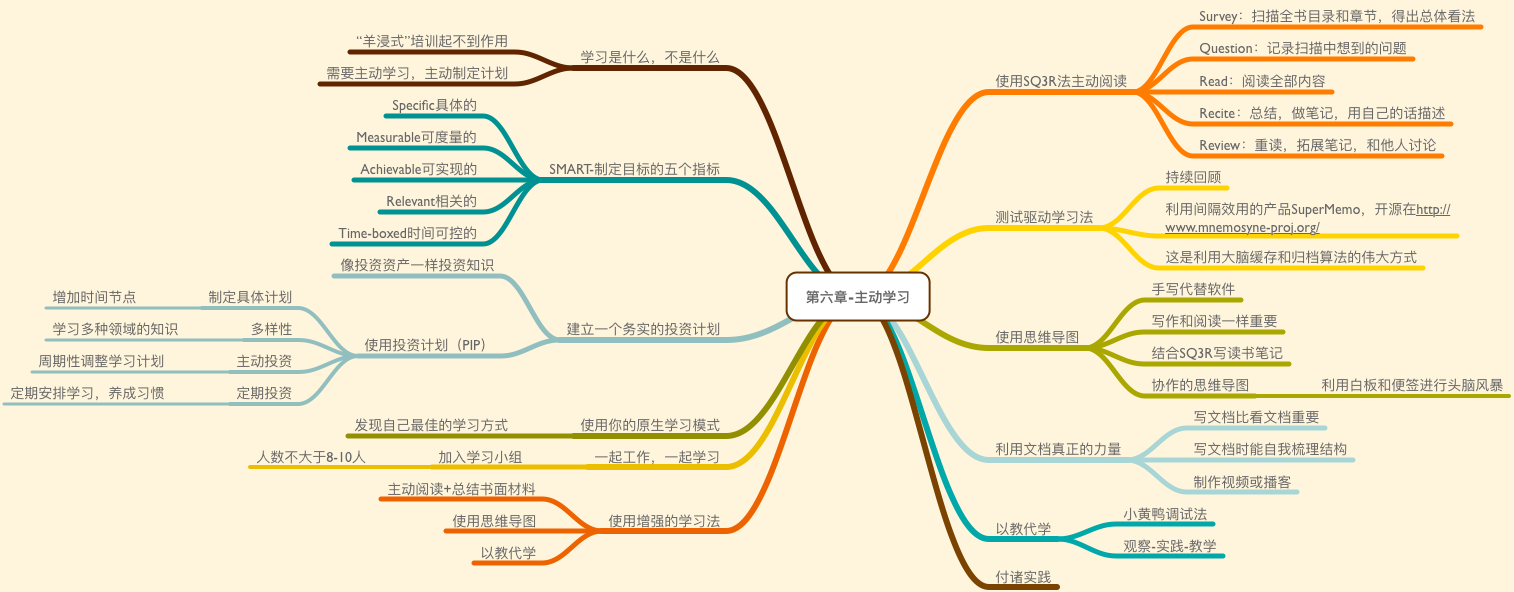 第六章-主动学习
学习是什么，不是什么
“羊浸式”培训起不到作用
需要主动学习，主动制定计划
SMART-制定目标的五个指标
Specific具体的
Measurable可度量的
Achievable可实现的
Relevant相关的
Time-boxed时间可控的
建立一个务实的投资计划
像投资资产一样投资知识
使用投资计划（PIP）
制定具体计划
增加时间节点
多样性
学习多种领域的知识
主动投资
周期性调整学习计划
定期投资
定期安排学习，养成习惯
使用你的原生学习模式
发现自己最佳的学习方式
一起工作，一起学习
加入学习小组
人数不大于8-10人
使用增强的学习法
主动阅读+总结书面材料
使用思维导图
以教代学
使用SQ3R法主动阅读
Survey：扫描全书目录和章节，得出总体看法
Question：记录扫描中想到的问题
Read：阅读全部内容
Recite：总结，做笔记，用自己的话描述
Review：重读，拓展笔记，和他人讨论
测试驱动学习法
持续回顾
利用间隔效用的产品SuperMemo，开源在http://
www.mnemosyne-proj.org/
这是利用大脑缓存和归档算法的伟大方式
使用思维导图
手写代替软件
写作和阅读一样重要
结合SQ3R写读书笔记
协作的思维导图
利用白板和便签进行头脑风暴
利用文档真正的力量
写文档比看文档重要
写文档时能自我梳理结构
制作视频或播客
以教代学
小黄鸭调试法
观察-实践-教学
付诸实践